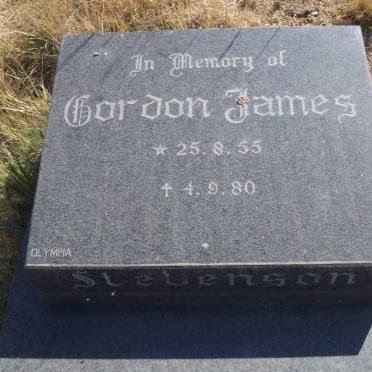 In Memory of
Gordon James
* 25.8.55
† 4.9.80
OLYMPIA
Stevenson